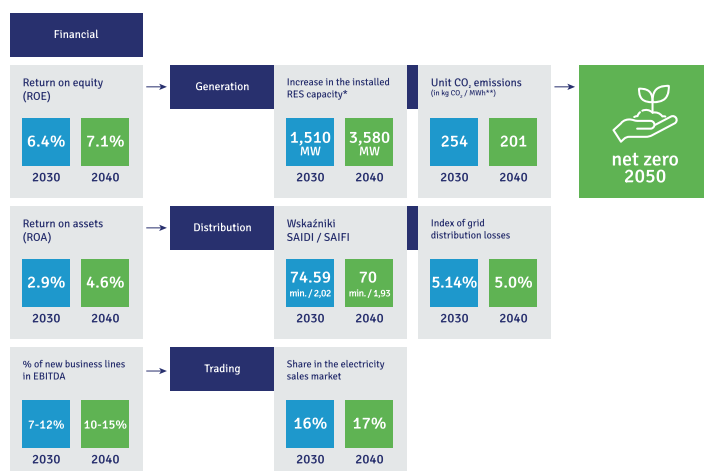 Financial
Return on equity
(ROE)
6.4%
7.1%
2030
2040
Generation
Increase in the installed
RES capacity*
1,510
MW
3,580
MW
2030
2040
Unit CO₂ emissions
(in kg CO₂ / MWh**)
254
201
2030
2040
net zero
2050
Return on assets
(ROA)
2.9%
4.6%
2030
2040
Distribution
Wskaźniki
SAIDI / SAIFI
74.59
min. / 2,02
70
min. / 1,93
2030
2040
Index of grid
distribution losses
5.14%
5.0%
2030
2040
% of new business lines
in EBITDA
7-12%
10-15%
2030
2040
Trading
Share in the electricity
sales market
16%
17%
2030
2040